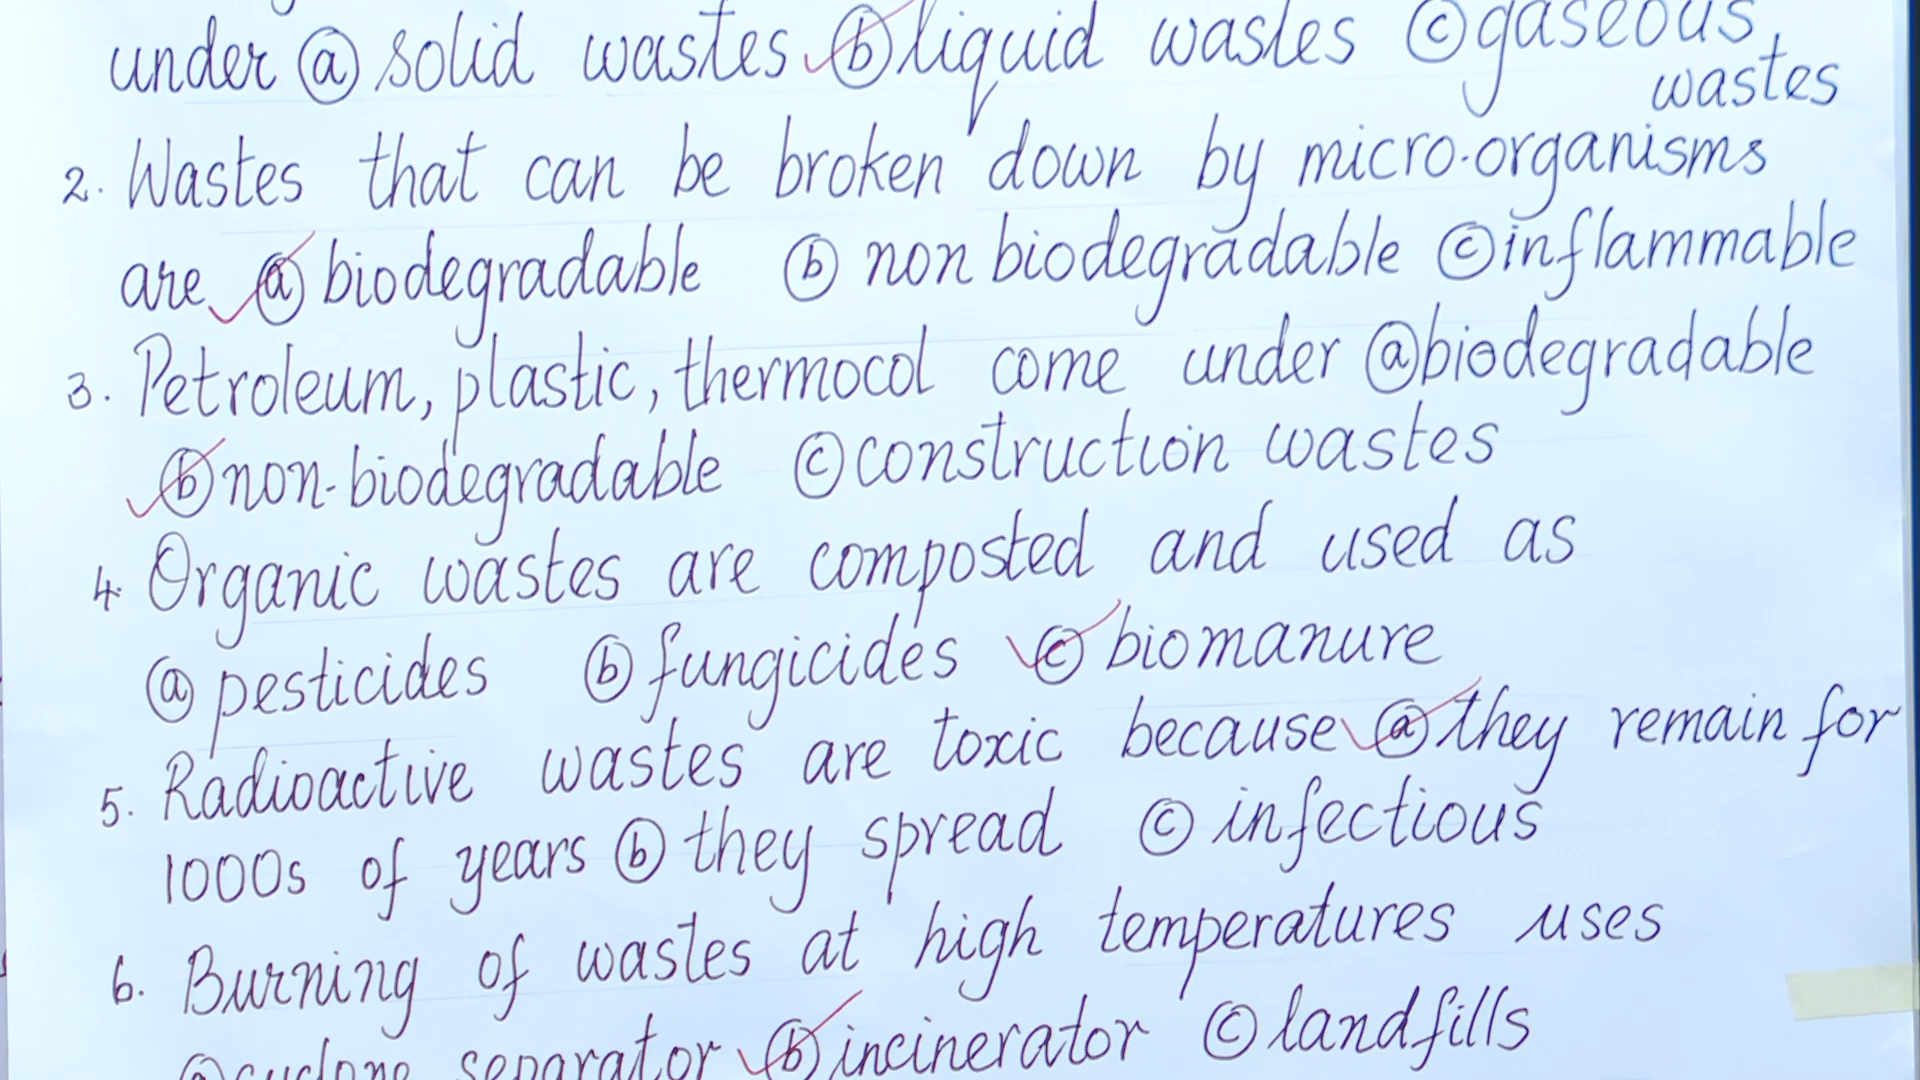 under ⓐ solid wastes ⓑ liquid wastes ⓒ gaseous
wastes
2. Wastes that can be broken down by micro-organisms
are ⓐ biodegradable ⓑ non biodegradable ⓒ inflammable
3. Petroleum, plastic, thermocol come under ⓐ biodegradable
ⓑ non-biodegradable ⓒ construction wastes
4. Organic wastes are composted and used as
ⓐ pesticides ⓑ fungicides ⓒ biomanure
5. Radioactive wastes are toxic because ⓐ they remain for
1000s of years ⓑ they spread ⓒ infectious
6. Burning of wastes at high temperatures uses
ⓐ cyclone separator ⓑ incinerator ⓒ landfills